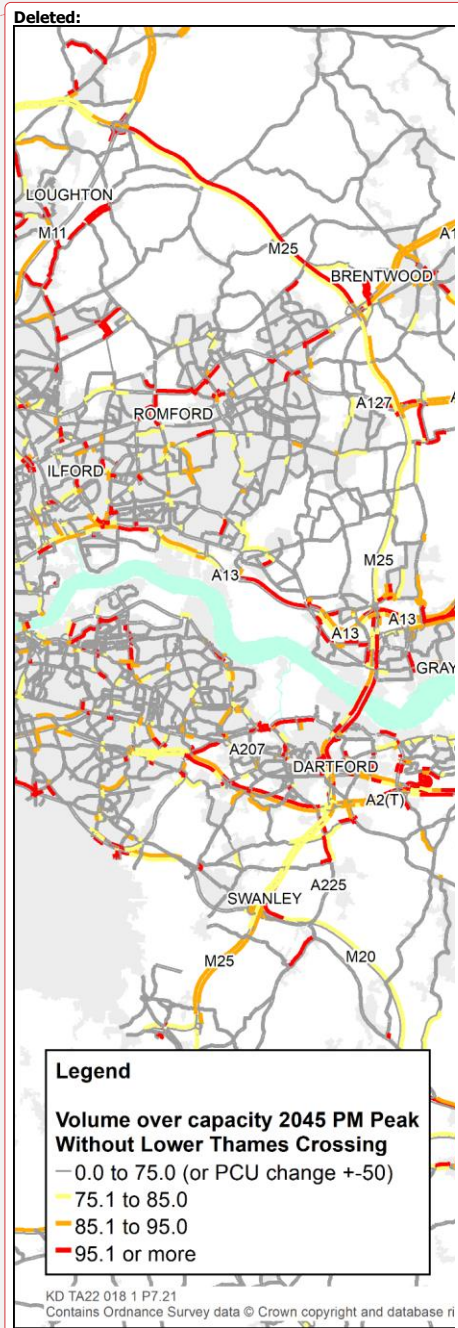 Deleted:
LOUGHTON
M11
M25
BRENTWOOD
A1
ROMFORD
A127
A
ILFORD
M25
A13
A13
A13
GRAY
A207
DARTFORD
A2(T)
A225
SWANLEY
M25
M20
Legend
Volume over capacity 2045 PM Peak
Without Lower Thames Crossing
0.0 to 75.0 (or PCU change +-50)
75.1 to 85.0
85.1 to 95.0
95.1 or more
KD TA22 018 1 P7.21
Contains Ordnance Survey data © Crown copyright and database ri